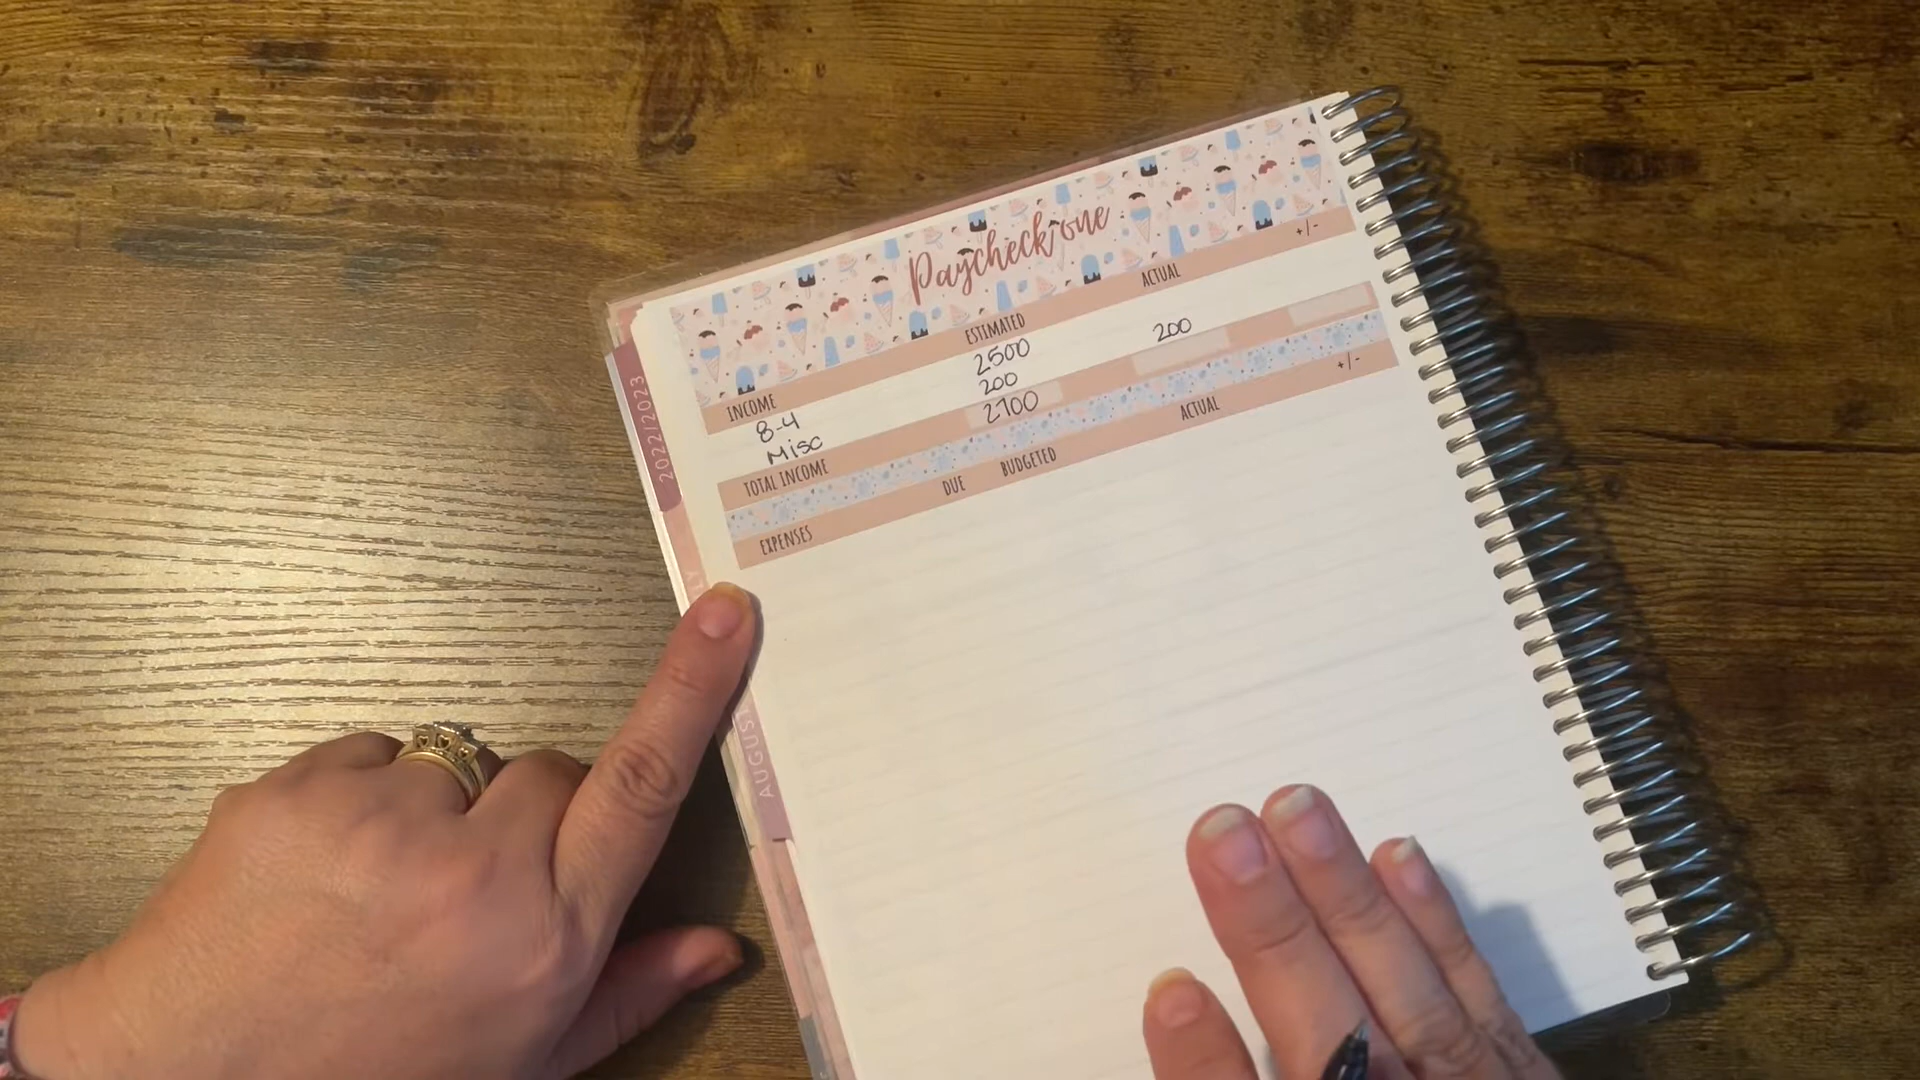 Paycheck one
INCOME ESTIMATED ACTUAL +/-
8-4 2500
Misc 200 200
TOTAL INCOME 2700
EXPENSES DUE BUDGETED ACTUAL +/-
2022/2023
AUGUST